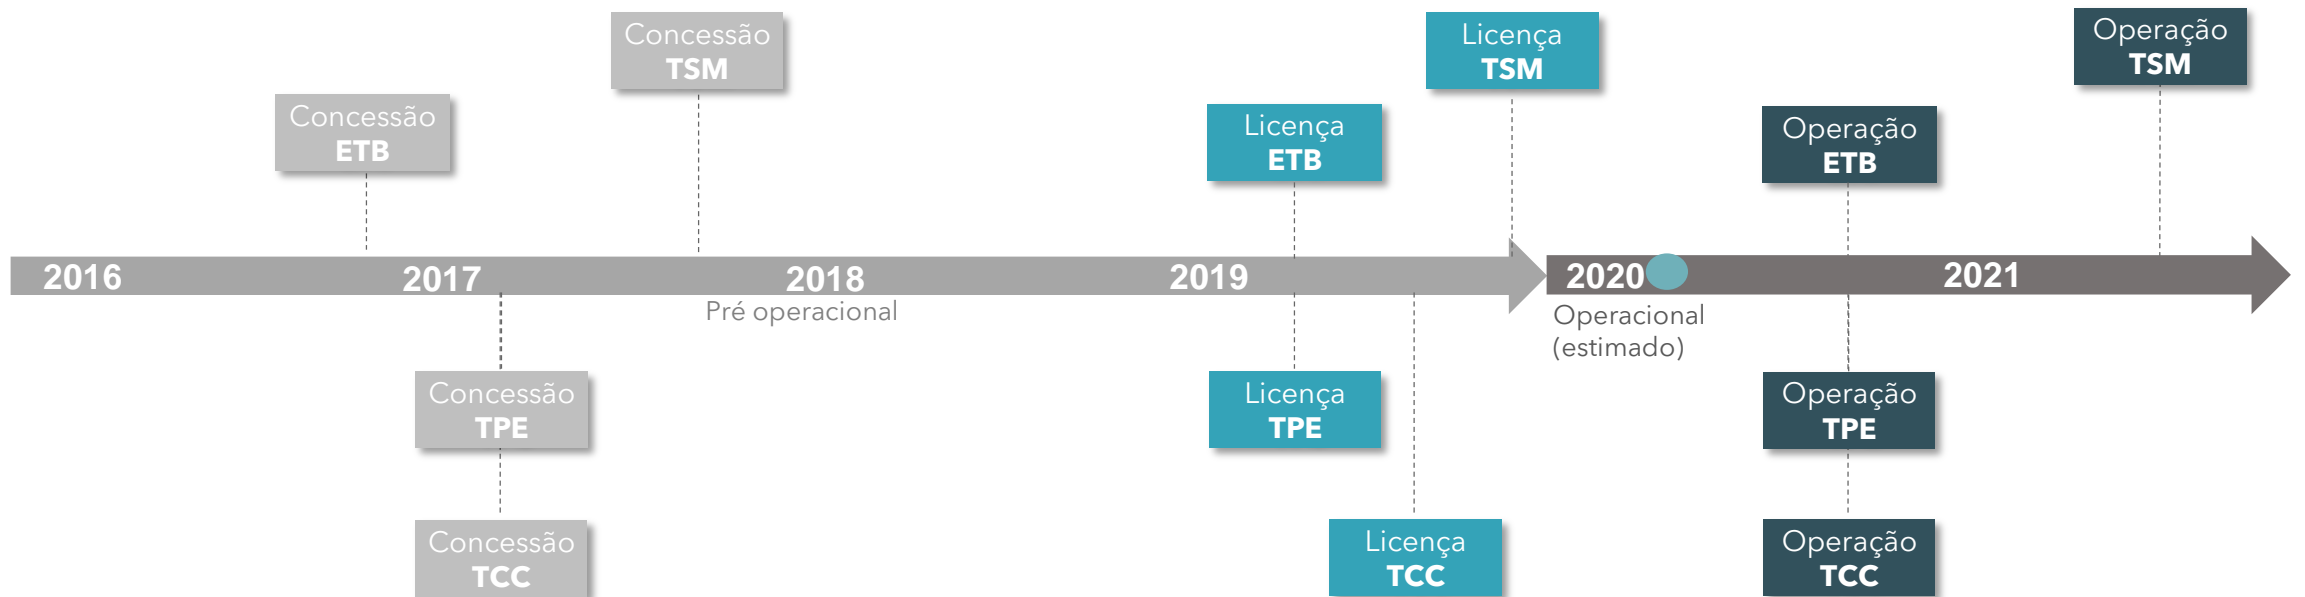 Concessão
TSM
Licença
TSM
Operação
TSM
Concessão
ETB
Licença
ETB
Operação
ETB
2016
2017
2018
2019
2020
2021
Pré operacional
Operacional
(estimado)
Concessão
TPE
Licença
TPE
Operação
TPE
Concessão
TCC
Licença
TCC
Operação
TCC